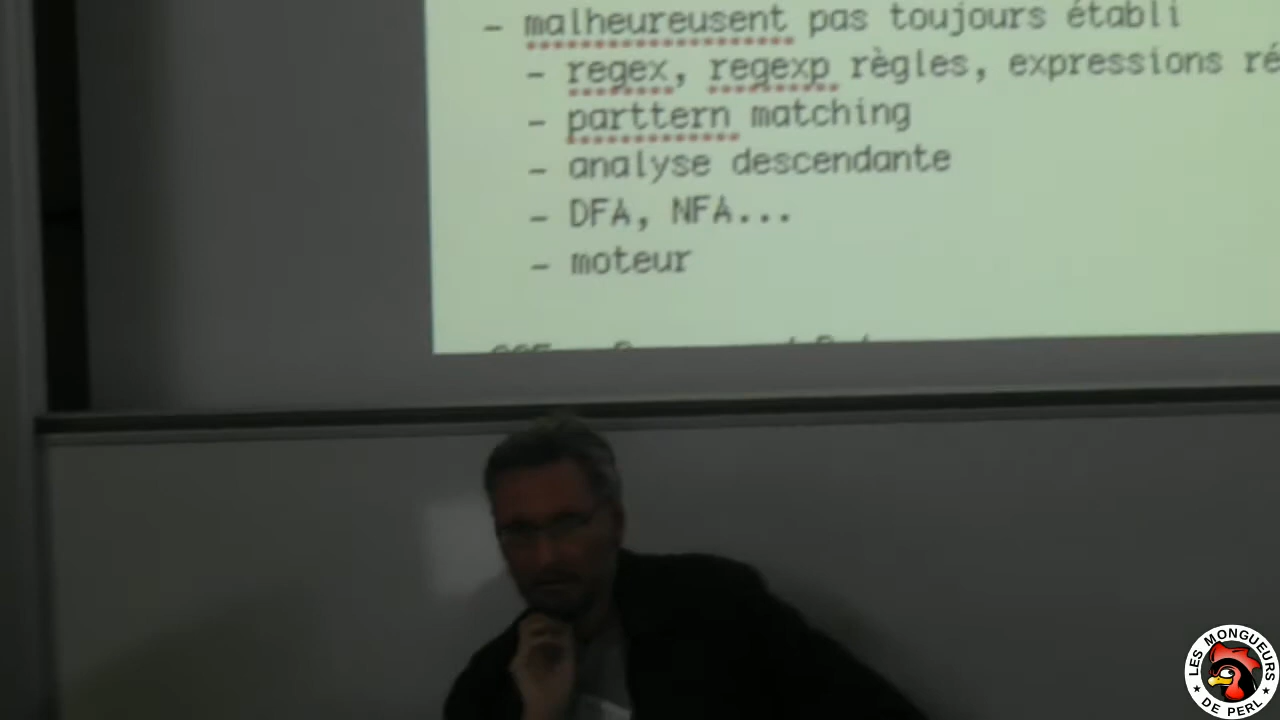 - malheureusent pas toujours établi
- regex, regexp règles, expressions ré
- parttern matching
- analyse descendante
- DFA, NFA...
- moteur
LES MONGUEURS
★ DE PERL ★